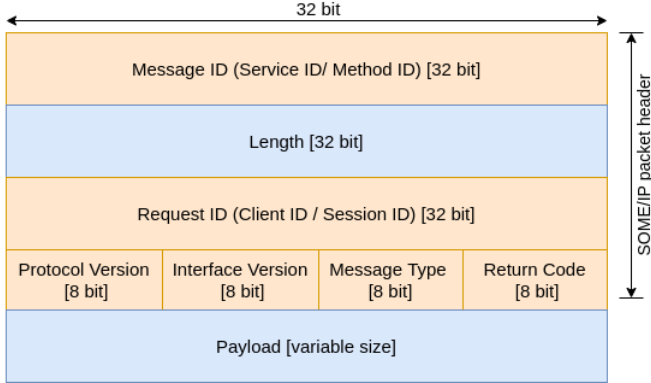 32 bit
Message ID (Service ID/ Method ID) [32 bit]
Length [32 bit]
Request ID (Client ID / Session ID) [32 bit]
Protocol Version
[8 bit]
Interface Version
[8 bit]
Message Type
[8 bit]
Return Code
[8 bit]
Payload [variable size]
SOME/IP packet header